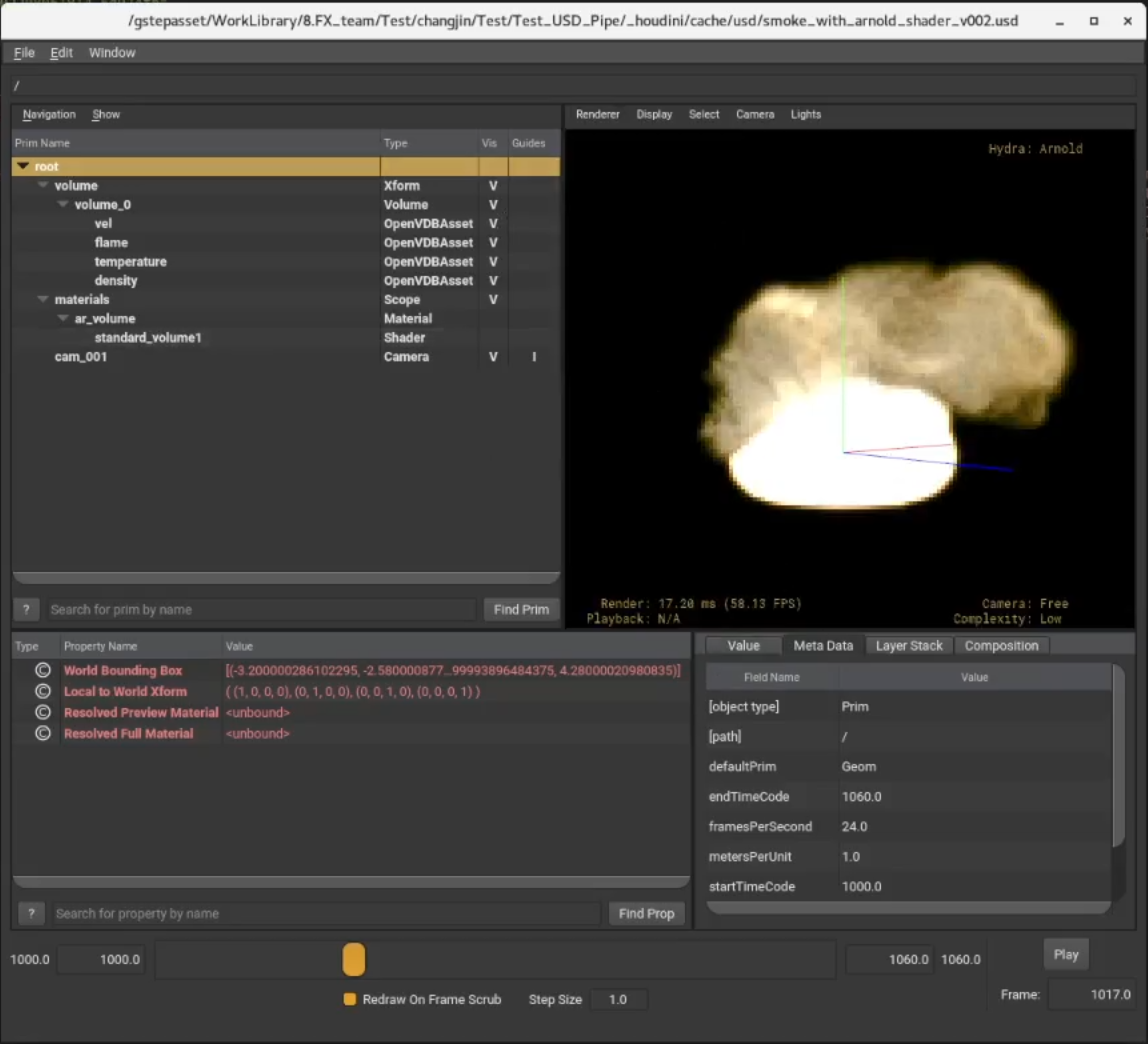 /gstepasset/WorkLibrary/8.FX_team/Test/changjin/Test/Test_USD_Pipe/_houdini/cache/usd/smoke_with_arnold_shader_v002.usd
File Edit Window
/
Navigation Show
Prim Name Type Vis Guides
root
volume Xform V
volume_0 Volume V
vel OpenVDBAsset V
flame OpenVDBAsset V
temperature OpenVDBAsset V
density OpenVDBAsset V
materials Scope V
ar_volume Material
standard_volume1 Shader
cam_001 Camera V I
? Search for prim by name Find Prim
Renderer Display Select Camera Lights
Hydra: Arnold
Render: 17.20 ms (58.13 FPS) Camera: Free
Playback: N/A Complexity: Low
Type Property Name Value
© World Bounding Box [(-3.200000286102295, -2.580000877...99993896484375, 4.28000020980835)]
© Local to World Xform ( (1, 0, 0, 0), (0, 1, 0, 0), (0, 0, 1, 0), (0, 0, 0, 1) )
© Resolved Preview Material <unbound>
© Resolved Full Material <unbound>
? Search for property by name Find Prop
Value Meta Data Layer Stack Composition
Field Name Value
[object type] Prim
[path] /
defaultPrim Geom
endTimeCode 1060.0
framesPerSecond 24.0
metersPerUnit 1.0
startTimeCode 1000.0
1000.0 1000.0 1060.0 1060.0 Play
Redraw On Frame Scrub Step Size 1.0
Frame: 1017.0